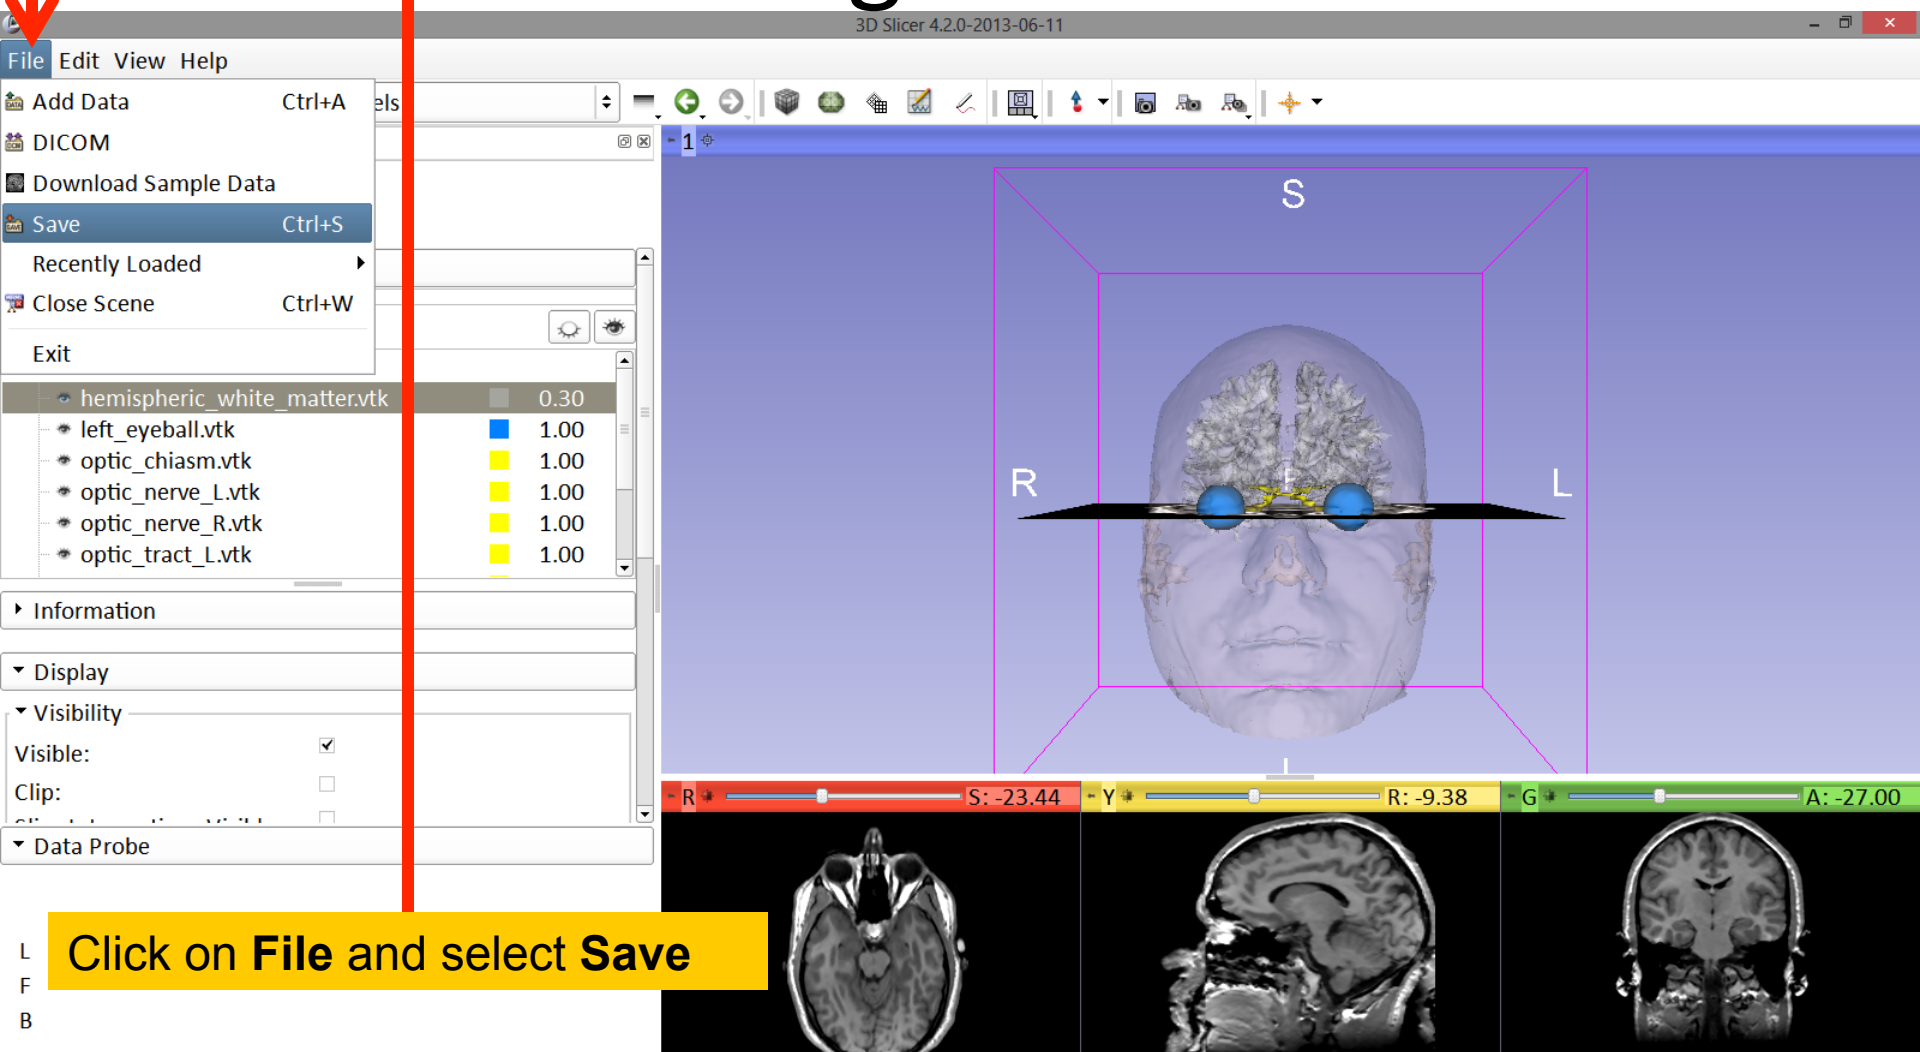 3D Slicer 4.2.0-2013-06-11
File Edit View Help
Add Data Ctrl+A
els
DICOM
1
Download Sample Data
Save Ctrl+S
Recently Loaded
Close Scene Ctrl+W
Exit
hemispheric_white_matter.vtk 0.30
left_eyeball.vtk 1.00
optic_chiasm.vtk 1.00
optic_nerve_L.vtk 1.00
optic_nerve_R.vtk 1.00
optic_tract_L.vtk 1.00
Information
Display
Visibility
Visible:
Clip:
Data Probe
L
F
B
S
R
L
R S: -23.44
Y R: -9.38
G A: -27.00
Click on File and select Save